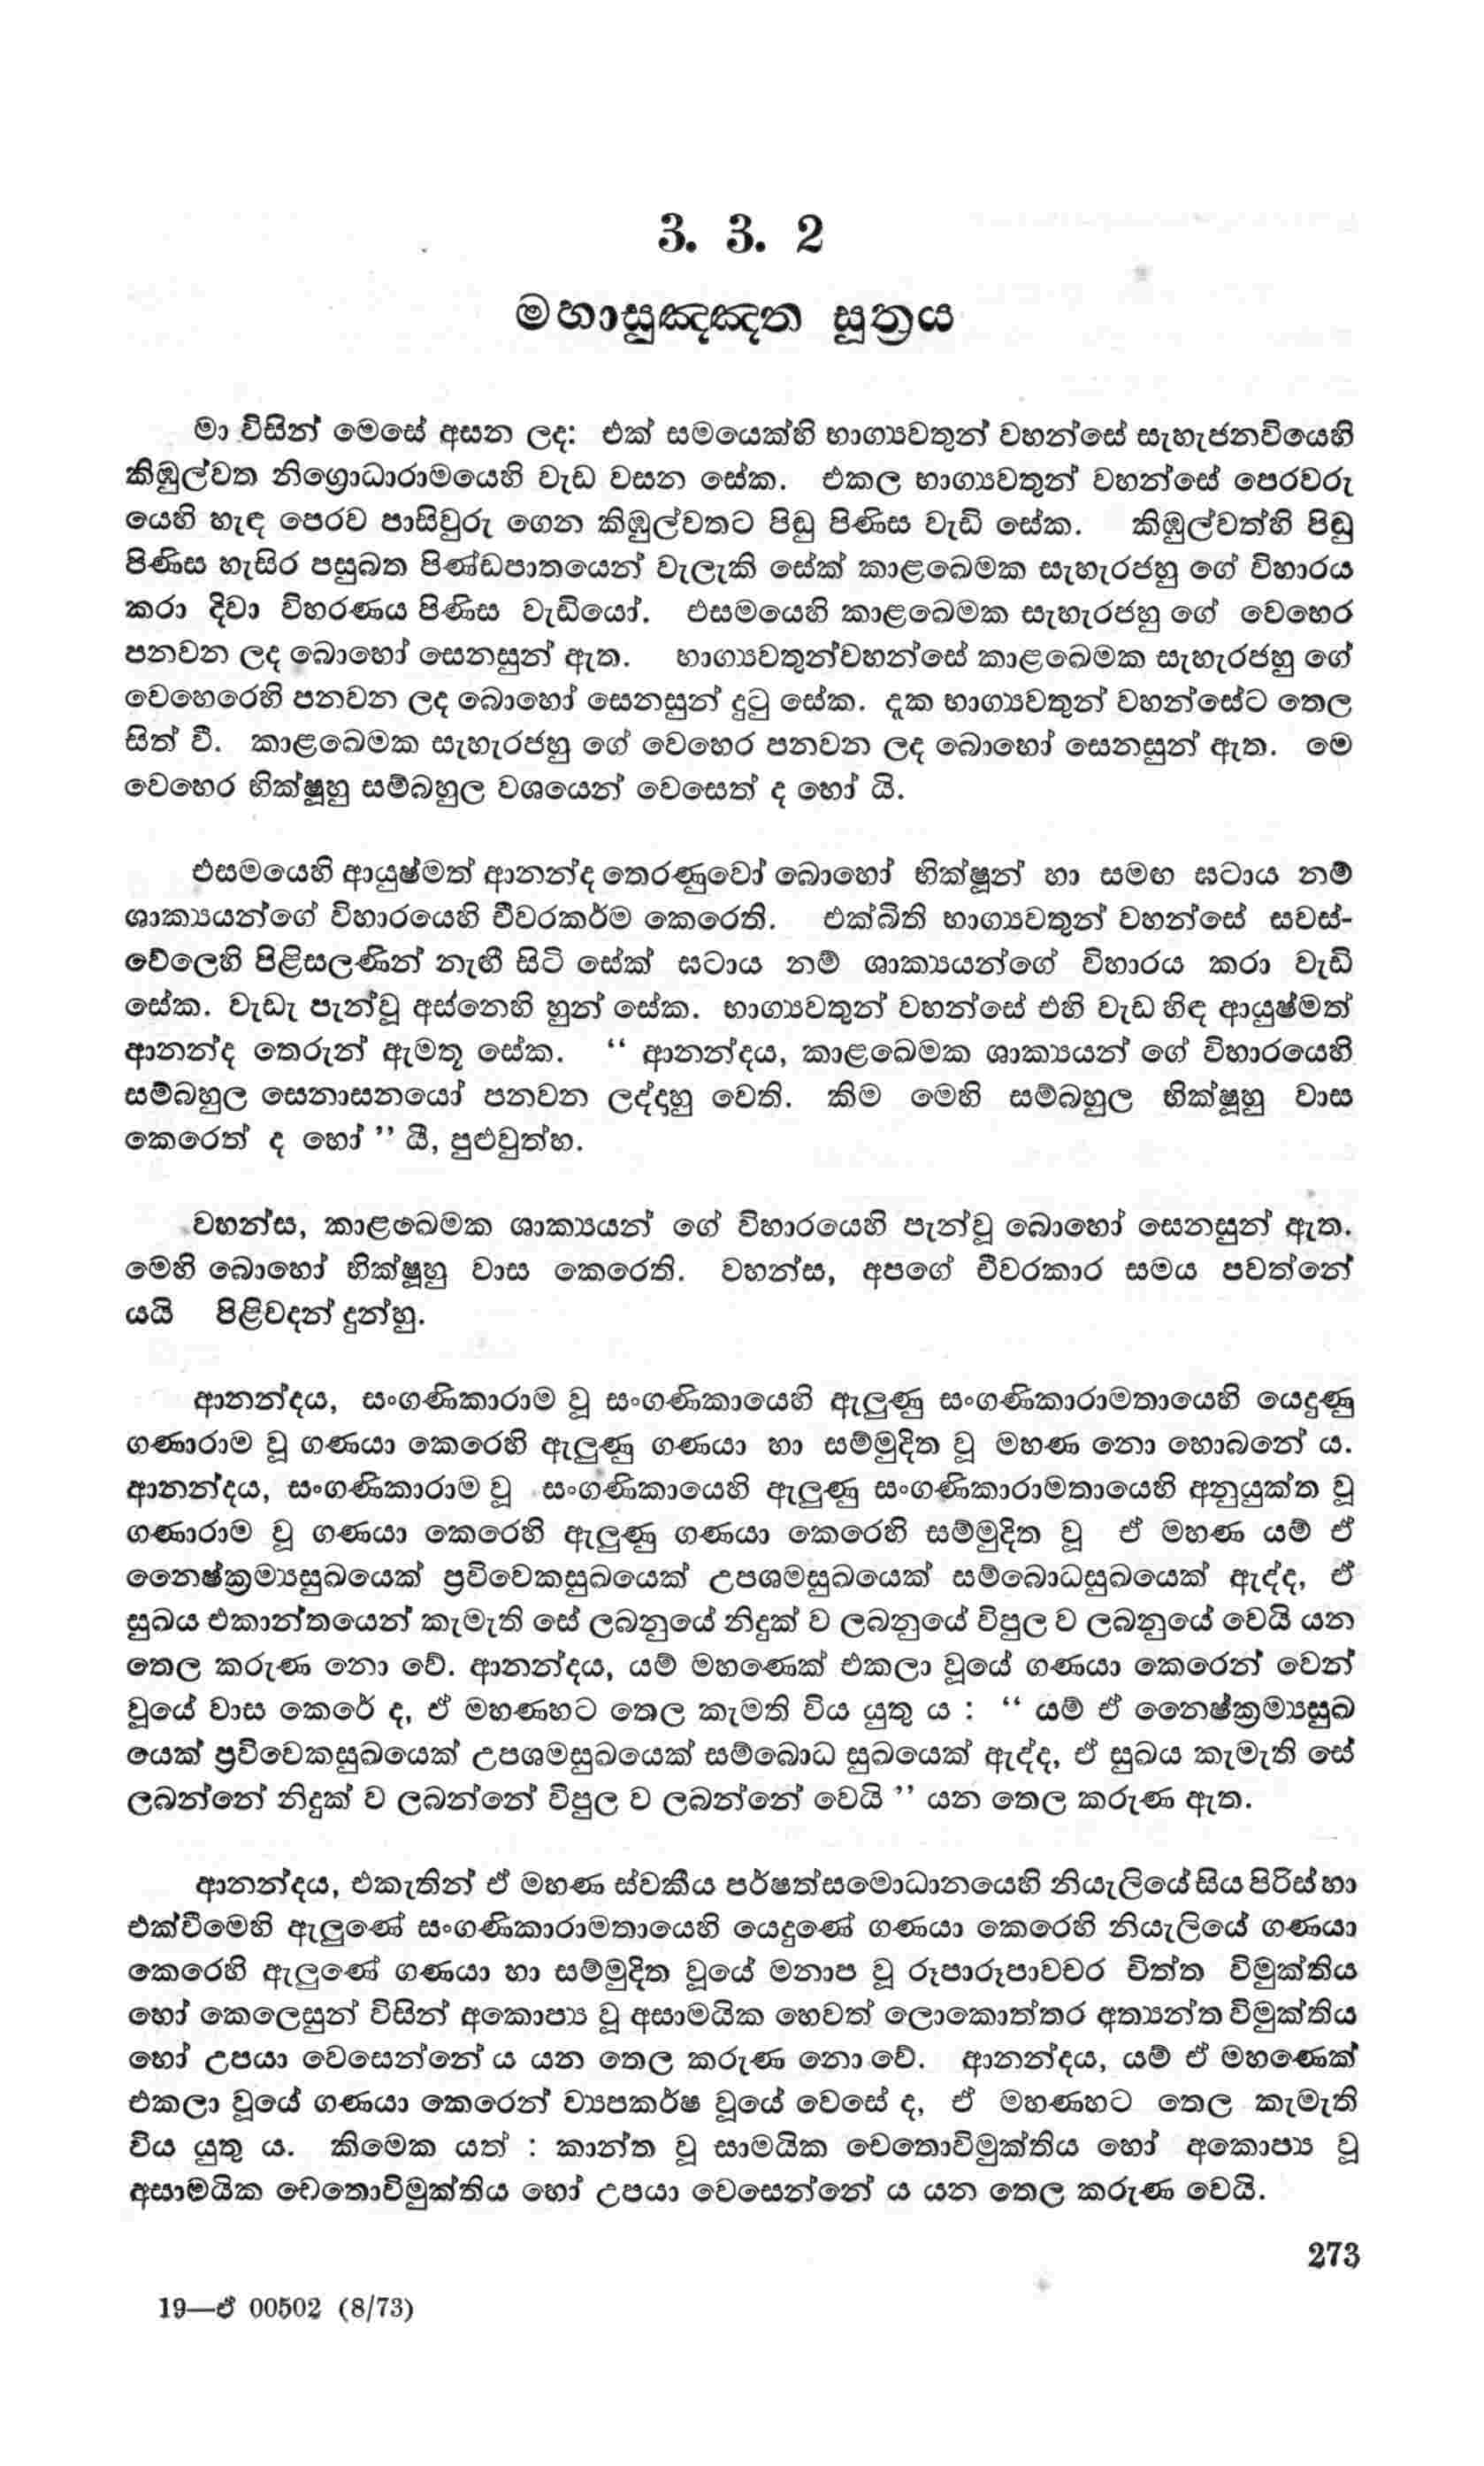 3. 3. 2
මහාසුඤ්ඤත සූත්‍රය
මා විසින් මෙසේ අසන ලද: එක් සමයෙක්හි භාග්‍යවතුන් වහන්සේ සැහැජනවියෙහි
කිඹුල්වත නිග්‍රොධාරාමයෙහි වැඩ වසන සේක. එකල භාග්‍යවතුන් වහන්සේ පෙරවරු
යෙහි හැඳ පෙරව පාසිවුරු ගෙන කිඹුල්වතට පිඬු පිණිස වැඩි සේක. කිඹුල්වත්හි පිඬු
පිණිස හැසිර පසුබත පිණ්ඩපාතයෙන් වැලැකි සේක් කාළඛෙමක සැහැරජහු ගේ විහාරය
කරා දිවා විහරණය පිණිස වැඩියෝ. එසමයෙහි කාළඛෙමක සැහැරජහු ගේ වෙහෙර
පනවන ලද බොහෝ සෙනසුන් ඇත. භාග්‍යවතුන්වහන්සේ කාළඛෙමක සැහැරජහු ගේ
වෙහෙරෙහි පනවන ලද බොහෝ සෙනසුන් දුටු සේක. දැක භාග්‍යවතුන් වහන්සේට තෙල
සිත් වී. කාළඛෙමක සැහැරජහු ගේ වෙහෙර පනවන ලද බොහෝ සෙනසුන් ඇත. මෙ
වෙහෙර භික්ෂූහු සම්බහුල වශයෙන් වෙසෙත් ද හෝ යි.
එසමයෙහි ආයුෂ්මත් ආනන්ද තෙරණුවෝ බොහෝ භික්ෂූන් හා සමඟ ඝටාය නම්
ශාක්‍යයන්ගේ විහාරයෙහි චීවරකර්ම කෙරෙති. එක්බිති භාග්‍යවතුන් වහන්සේ සවස්-
වේලෙහි පිළිසලණින් නැඟී සිටි සේක් ඝටාය නම් ශාක්‍යයන්ගේ විහාරය කරා වැඩි
සේක. වැඩැ පැන්වූ අස්නෙහි හුන් සේක. භාග්‍යවතුන් වහන්සේ එහි වැඩ හිඳ ආයුෂ්මත්
ආනන්ද තෙරුන් ඇමතූ සේක. “ ආනන්දය, කාළඛෙමක ශාක්‍යයන් ගේ විහාරයෙහි
සම්බහුල සෙනාසනයෝ පනවන ලද්දාහු වෙති. කිම මෙහි සම්බහුල භික්ෂූහු වාස
කෙරෙත් ද හෝ ” යී, පුළුවුත්හ.
වහන්ස, කාළඛෙමක ශාක්‍යයන් ගේ විහාරයෙහි පැන්වූ බොහෝ සෙනසුන් ඇත.
මෙහි බොහෝ භික්ෂූහු වාස කෙරෙති. වහන්ස, අපගේ චීවරකාර සමය පවත්නේ
යයි පිළිවදන් දුන්හු.
ආනන්දය, සංගණිකාරාම වූ සංගණිකායෙහි ඇලුණු සංගණිකාරාමතායෙහි යෙදුණු
ගණාරාම වූ ගණයා කෙරෙහි ඇලුණු ගණයා හා සම්මුදිත වූ මහණ නො හොබනේ ය.
ආනන්දය, සංගණිකාරාම වූ සංගණිකායෙහි ඇලුණු සංගණිකාරාමතායෙහි අනුයුක්ත වූ
ගණාරාම වූ ගණයා කෙරෙහි ඇලුණු ගණයා කෙරෙහි සම්මුදිත වූ ඒ මහණ යම් ඒ
නෛෂ්ක්‍රම්‍යසුඛයෙක් ප්‍රවිවෙකසුඛයෙක් උපශමසුඛයෙක් සම්බොධසුඛයෙක් ඇද්ද, ඒ
සුඛය එකාන්තයෙන් කැමැති සේ ලබනුයේ නිදුක් ව ලබනුයේ විපුල ව ලබනුයේ වෙයි යන
තෙල කරුණ නො වේ. ආනන්දය, යම් මහණෙක් එකලා වූයේ ගණයා කෙරෙන් වෙන්
වූයේ වාස කෙරේ ද, ඒ මහණහට තෙල කැමති විය යුතු ය : “ යම් ඒ නෛෂ්ක්‍රම්‍යසුඛ
යෙක් ප්‍රවිවෙකසුඛයෙක් උපශමසුඛයෙක් සම්බොධ සුඛයෙක් ඇද්ද, ඒ සුඛය කැමැති සේ
ලබන්නේ නිදුක් ව ලබන්නේ විපුල ව ලබන්නේ වෙයි ” යන තෙල කරුණ ඇත.
ආනන්දය, එකැතින් ඒ මහණ ස්වකීය පර්ෂත්සමොධානයෙහි නියැලියේ සිය පිරිස් හා
එක්වීමෙහි ඇලුණේ සංගණිකාරාමතායෙහි යෙදුණේ ගණයා කෙරෙහි නියැලියේ ගණයා
කෙරෙහි ඇලුණේ ගණයා හා සම්මුදිත වූයේ මනාප වූ රූපාරූපාවචර චිත්ත විමුක්තිය
හෝ කෙලෙසුන් විසින් අකොප්‍ය වූ අසාමයික හෙවත් ලොකොත්තර අත්‍යන්ත විමුක්තිය
හෝ උපයා වෙසෙන්නේ ය යන තෙල කරුණ නො වේ. ආනන්දය, යම් ඒ මහණෙක්
එකලා වූයේ ගණයා කෙරෙන් ව්‍යපකර්ෂ වූයේ වෙසේ ද, ඒ මහණහට තෙල කැමැති
විය යුතු ය. කිමෙක යත් : කාන්ත වූ සාමයික චෙතොවිමුක්තිය හෝ අකොප්‍ය වූ
අසාමයික චෙතොවිමුක්තිය හෝ උපයා වෙසෙන්නේ ය යන තෙල කරුණ වෙයි.
273
19—ඒ 00502 (8/73)